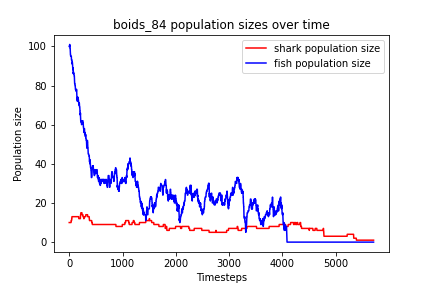 boids_84 population sizes over time
shark population size
fish population size
Population size
100
80
60
40
20
0
0 1000 2000 3000 4000 5000
Timesteps